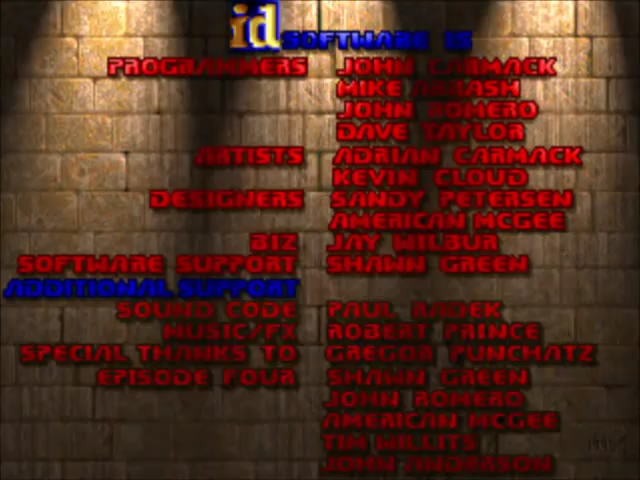 id SOFTWARE IS
PROGRAMMERS JOHN CARMACK
MIKE ABRASH
JOHN ROMERO
DAVE TAYLOR
ARTISTS ADRIAN CARMACK
KEVIN CLOUD
DESIGNERS SANDY PETERSEN
AMERICAN MCGEE
BIZ JAY WILBUR
SOFTWARE SUPPORT SHAWN GREEN
ADDITIONAL SUPPORT
SOUND CODE PAUL RADEK
MUSIC/FX ROBERT PRINCE
SPECIAL THANKS TO GREGOR PUNCHATZ
EPISODE FOUR SHAWN GREEN
JOHN ROMERO
AMERICAN MCGEE
TIM WILLITS
JOHN ANDERSON